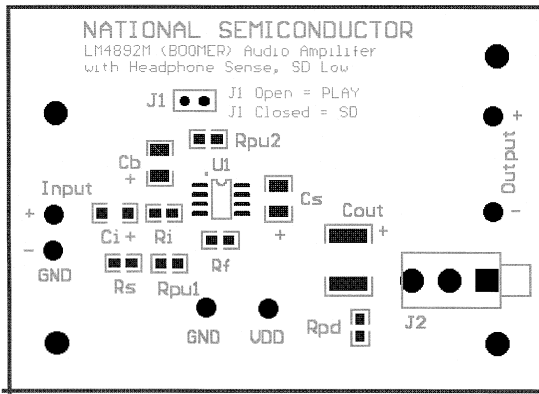 NATIONAL SEMICONDUCTOR
LM4892M (BOOMER) Audio Ampilifer
with Headphone Sense, SD Low
J1
J1 Open = PLAY
J1 Closed = SD
Rpu2
Cb
+
U1
Input
+
-
GND
Ci +
Ri
Cs
+
Cout
+
Output
+
-
Rf
Rs
Rpu1
GND
VDD
Rpd
J2